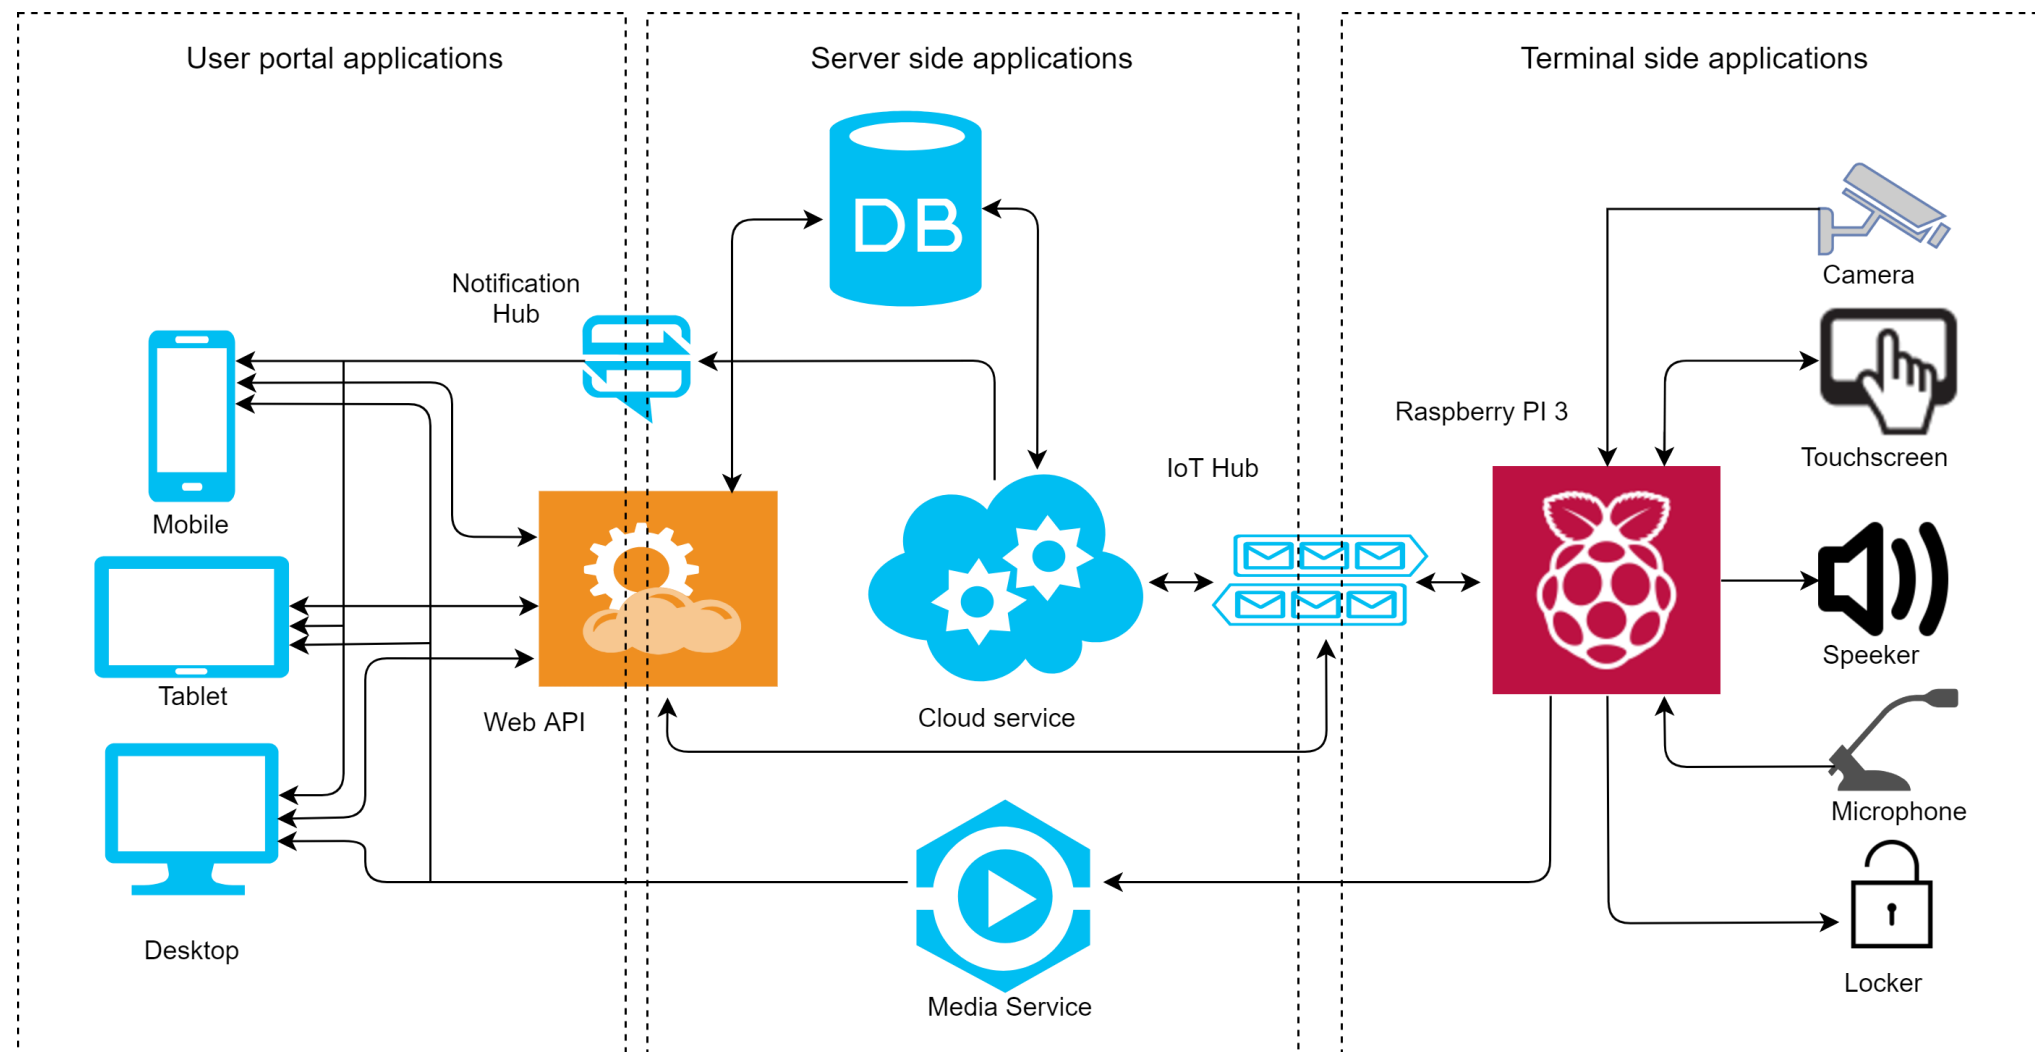 User portal applications
Server side applications
Terminal side applications
DB
Camera
Notification
Hub
Raspberry PI 3
Touchscreen
IoT Hub
Mobile
Speeker
Tablet
Web API
Cloud service
Microphone
Desktop
Locker
Media Service